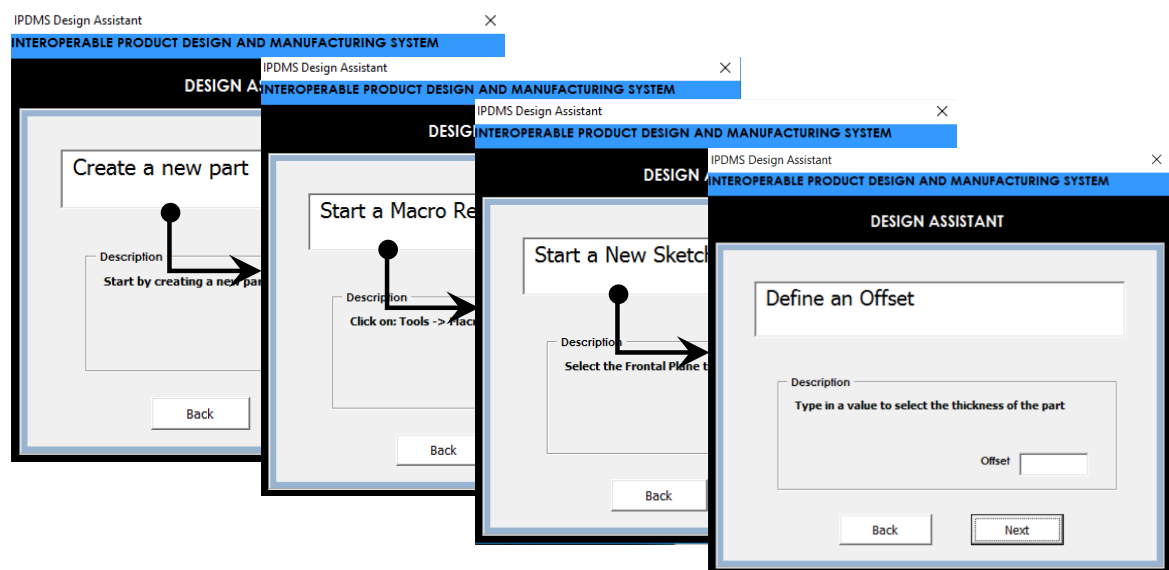 IPDMS Design Assistant
INTEROPERABLE PRODUCT DESIGN AND MANUFACTURING SYSTEM
DESIGN
Create a new part
Description
Start by creating a new
Back
IPDMS Design Assistant
INTEROPERABLE PRODUCT DESIGN AND MANUFACTURING SYSTEM
Start a Macro
Description
Click on: Tools ->
Back
IPDMS Design Assistant
INTEROPERABLE PRODUCT DESIGN AND MANUFACTURING SYSTEM
DESIGN
Start a New Sketch
Description
Select the Frontal Plane
Back
IPDMS Design Assistant
INTEROPERABLE PRODUCT DESIGN AND MANUFACTURING SYSTEM
DESIGN ASSISTANT
Define an Offset
Description
Type in a value to select the thickness of the part
Offset
Back Next